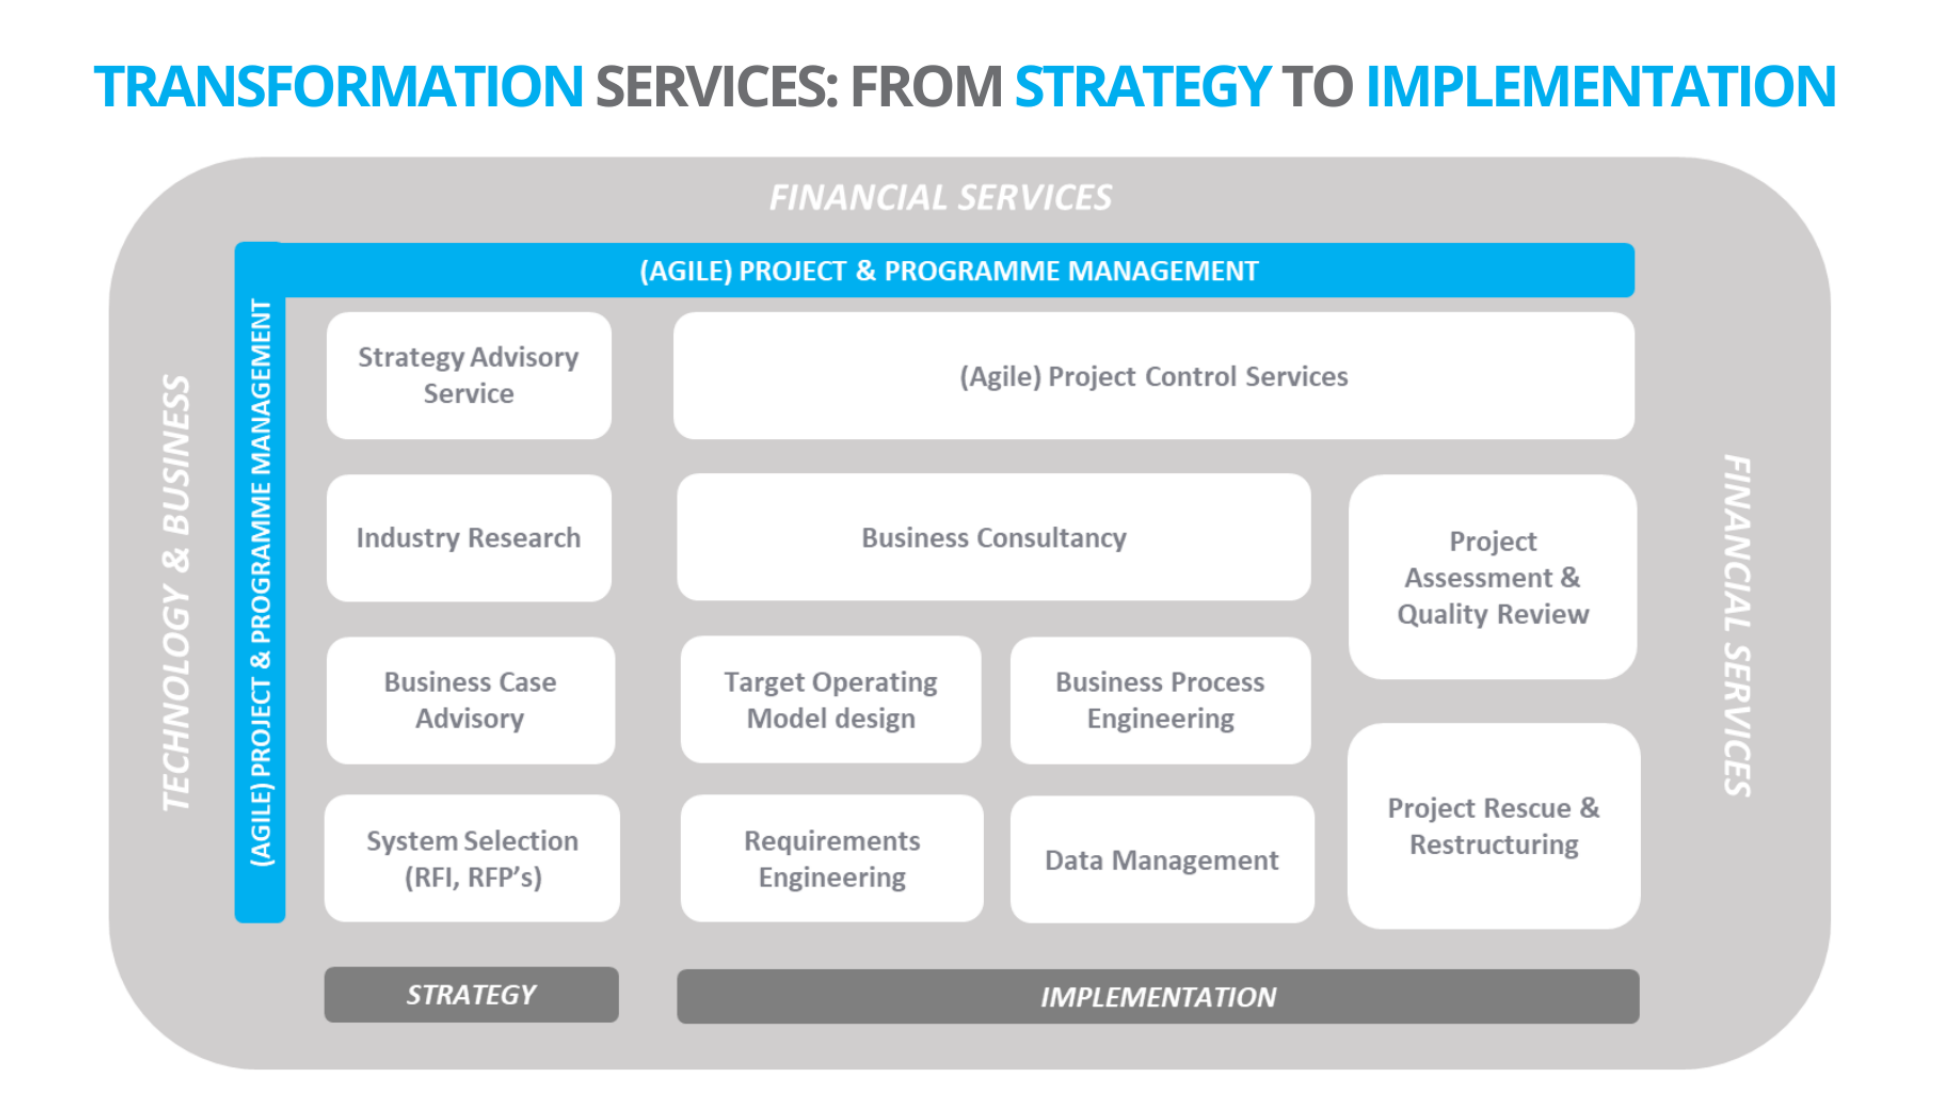 TRANSFORMATION SERVICES: FROM STRATEGY TO IMPLEMENTATION
FINANCIAL SERVICES
(AGILE) PROJECT & PROGRAMME MANAGEMENT
TECHNOLOGY & BUSINESS
(AGILE) PROJECT & PROGRAMME MANAGEMENT
Strategy Advisory
Service
(Agile) Project Control Services
Industry Research
Business Consultancy
Project
Assessment &
Quality Review
Business Case
Advisory
Target Operating
Model design
Business Process
Engineering
System Selection
(RFI, RFP’s)
Requirements
Engineering
Data Management
Project Rescue &
Restructuring
FINANCIAL SERVICES
STRATEGY
IMPLEMENTATION